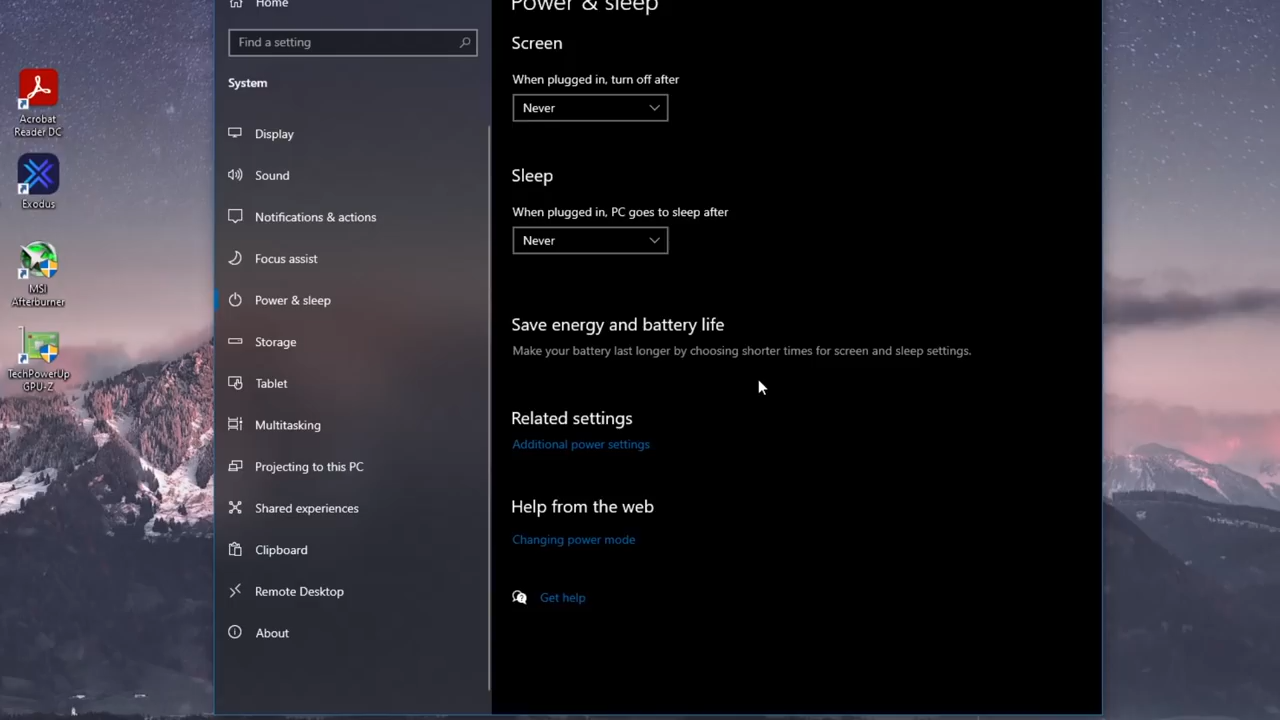 Home
Power & sleep
Find a setting
Screen
System
When plugged in, turn off after
Never
Display
Sound
Sleep
Notifications & actions
When plugged in, PC goes to sleep after
Never
Focus assist
Power & sleep
Save energy and battery life
Storage
Make your battery last longer by choosing shorter times for screen and sleep settings.
Tablet
Multitasking
Related settings
Additional power settings
Projecting to this PC
Shared experiences
Help from the web
Changing power mode
Clipboard
Remote Desktop
Get help
About
Acrobat
Reader DC
Exodus
MSI
Afterburner
TechPowerUp
GPU-Z